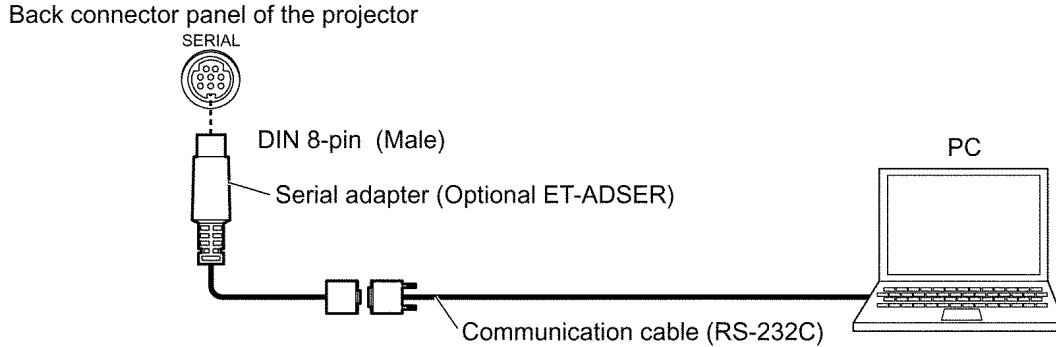 Back connector panel of the projector
SERIAL
DIN 8-pin (Male)
PC
Serial adapter (Optional ET-ADSER)
Communication cable (RS-232C)